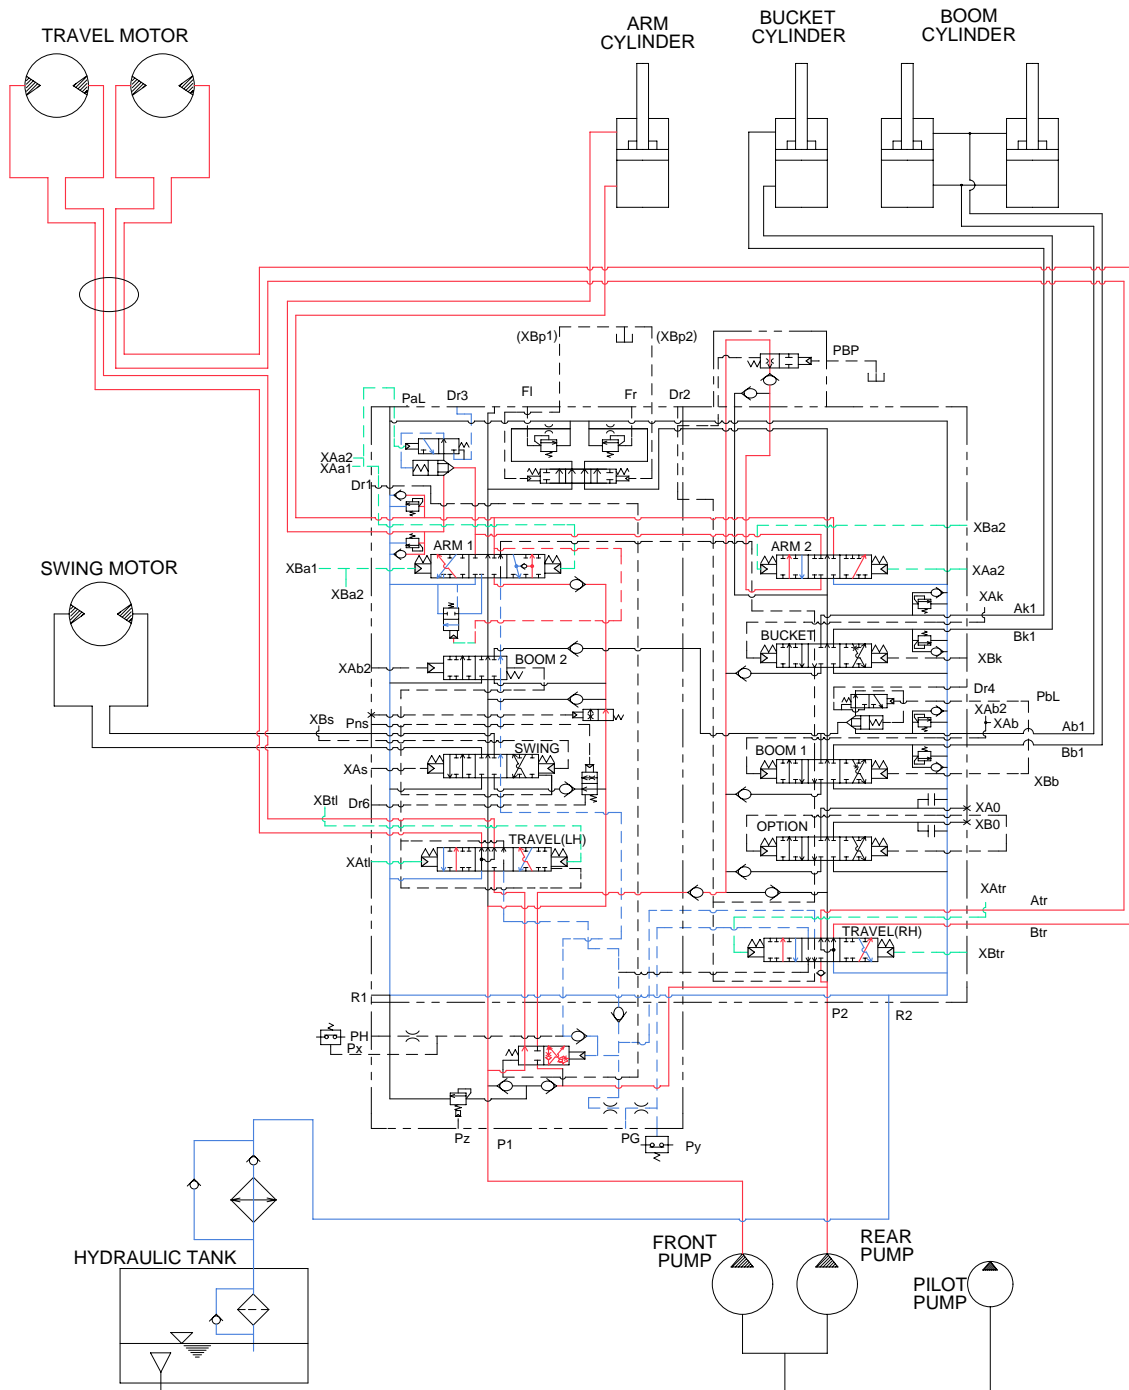 TRAVEL MOTOR
ARM
CYLINDER
BUCKET
CYLINDER
BOOM
CYLINDER
(XBp1)
(XBp2)
PBP
PaL
Dr3
Fl
Fr
Dr2
XAa2
XAa1
Dr1
XBa2
ARM 1
ARM 2
SWING MOTOR
XBa1
XAa2
XBa2
XAk
Ak1
BUCKET
Bk1
XAb2
BOOM 2
XBk
Dr4
PbL
XBs
Pns
XAb2
XAb
Ab1
SWING
BOOM 1
Bb1
XAs
XBb
XBtl
Dr6
XA0
OPTION
XB0
TRAVEL(LH)
XAtl
XAtr
Atr
TRAVEL(RH)
Btr
XBtr
R1
P2
R2
PH
Px
Pz
P1
PG
Py
HYDRAULIC TANK
FRONT
PUMP
REAR
PUMP
PILOT
PUMP